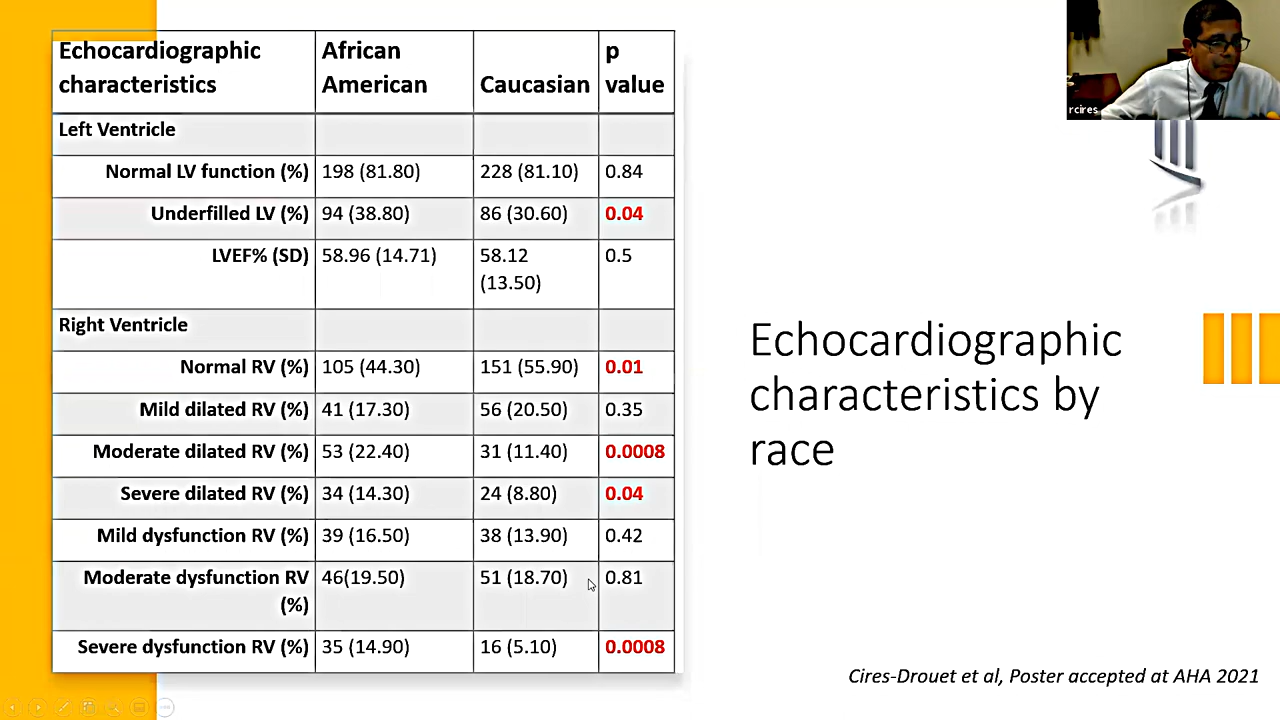 Echocardiographic characteristics African American Caucasian p value
Left Ventricle
Normal LV function (%) 198 (81.80) 228 (81.10) 0.84
Underfilled LV (%) 94 (38.80) 86 (30.60) 0.04
LVEF% (SD) 58.96 (14.71) 58.12 (13.50) 0.5
Right Ventricle
Normal RV (%) 105 (44.30) 151 (55.90) 0.01
Mild dilated RV (%) 41 (17.30) 56 (20.50) 0.35
Moderate dilated RV (%) 53 (22.40) 31 (11.40) 0.0008
Severe dilated RV (%) 34 (14.30) 24 (8.80) 0.04
Mild dysfunction RV (%) 39 (16.50) 38 (13.90) 0.42
Moderate dysfunction RV (%) 46(19.50) 51 (18.70) 0.81
Severe dysfunction RV (%) 35 (14.90) 16 (5.10) 0.0008
rcires
Echocardiographic
characteristics by
race
Cires-Drouet et al, Poster accepted at AHA 2021